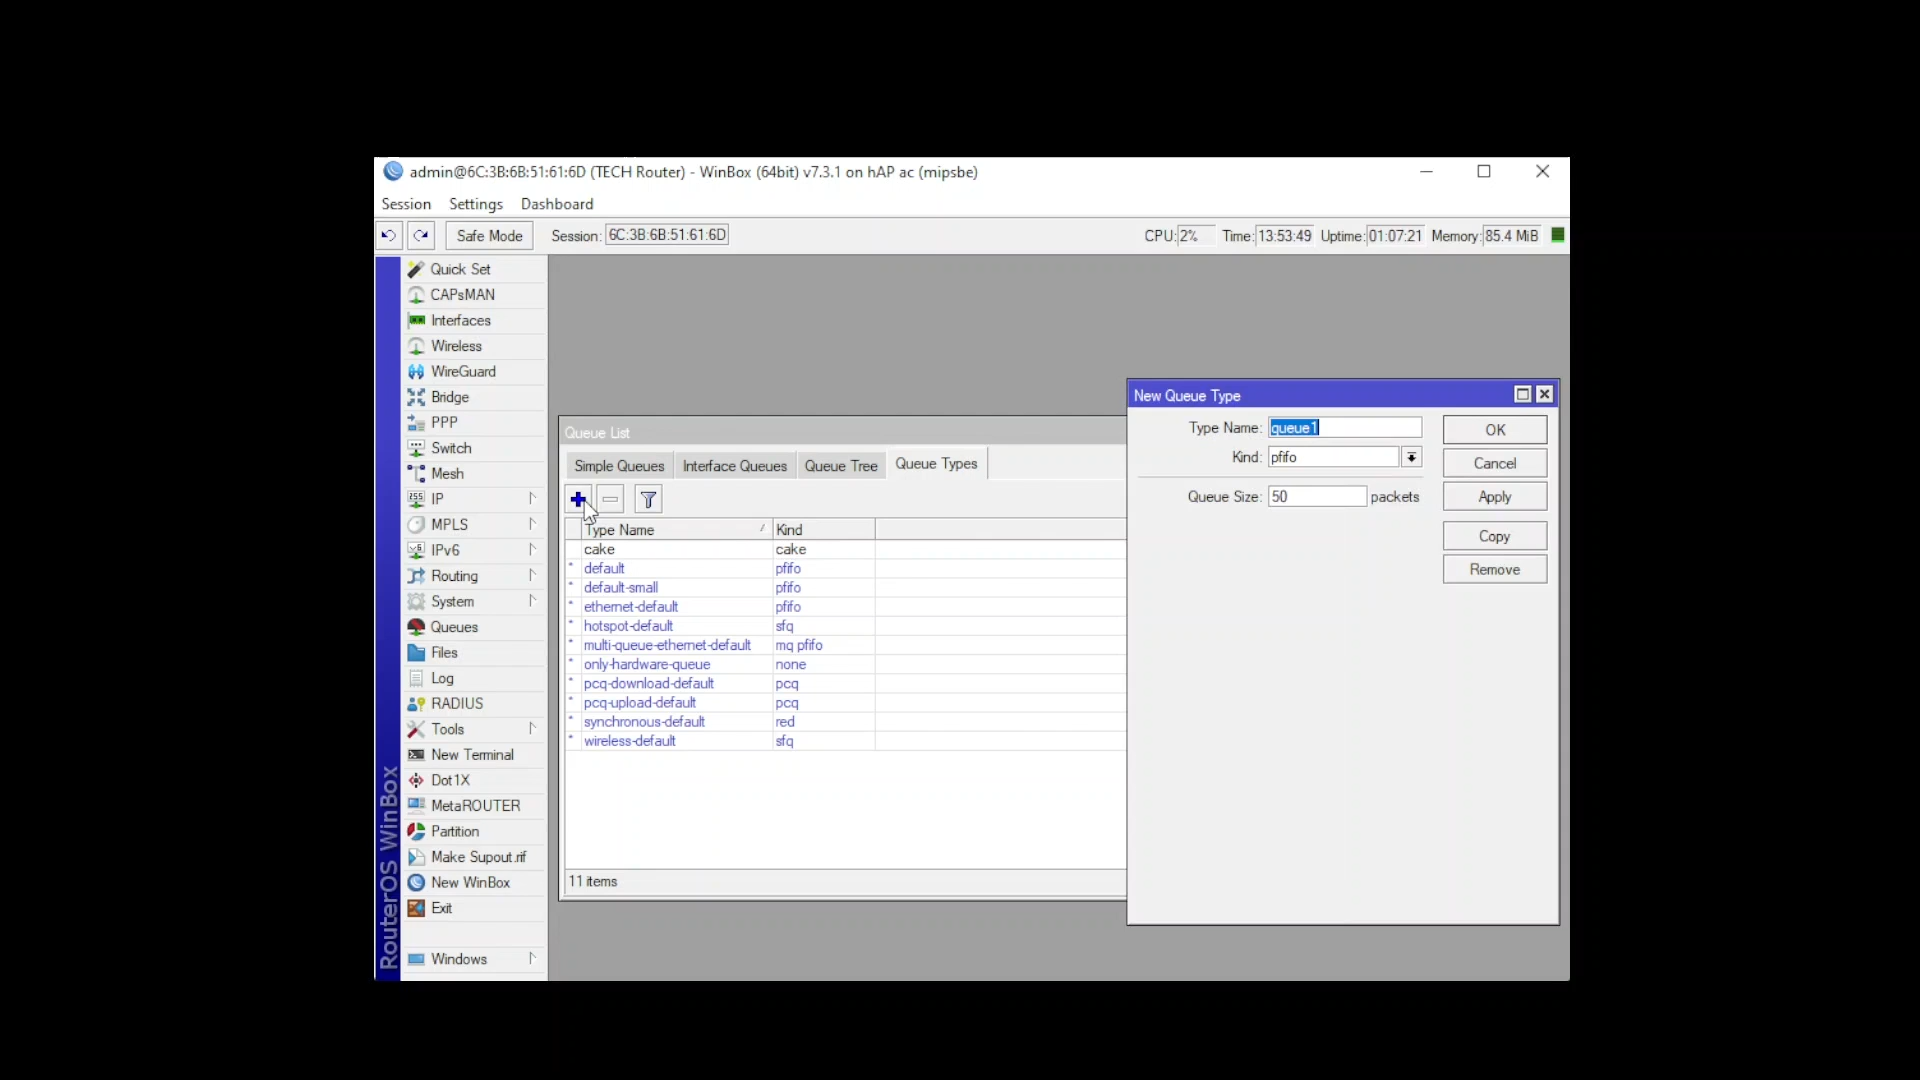 admin@6C:3B:6B:51:61:6D (TECH Router) - WinBox (64bit) v7.3.1 on hAP ac (mipsbe)
Session Settings Dashboard
Safe Mode Session: 6C:3B:6B:51:61:6D CPU: 2% Time: 13:53:49 Uptime: 01:07:21 Memory: 85.4 MiB
Quick Set
CAPsMAN
Interfaces
Wireless
WireGuard
Bridge
PPP
Switch
Mesh
IP
MPLS
IPv6
Routing
System
Queues
Files
Log
RADIUS
Tools
New Terminal
Dot1X
MetaROUTER
Partition
Make Supout.rif
New WinBox
Exit
Windows
RouterOS WinBox
Queue List
Simple Queues Interface Queues Queue Tree Queue Types
Type Name Kind
cake cake
* default pfifo
* default-small pfifo
* ethernet-default pfifo
* hotspot-default sfq
* multi-queue-ethernet-default mq pfifo
* only-hardware-queue none
* pcq-download-default pcq
* pcq-upload-default pcq
* synchronous-default red
* wireless-default sfq
11 items
New Queue Type
Type Name: queue1
Kind: pfifo
Queue Size: 50 packets
OK
Cancel
Apply
Copy
Remove